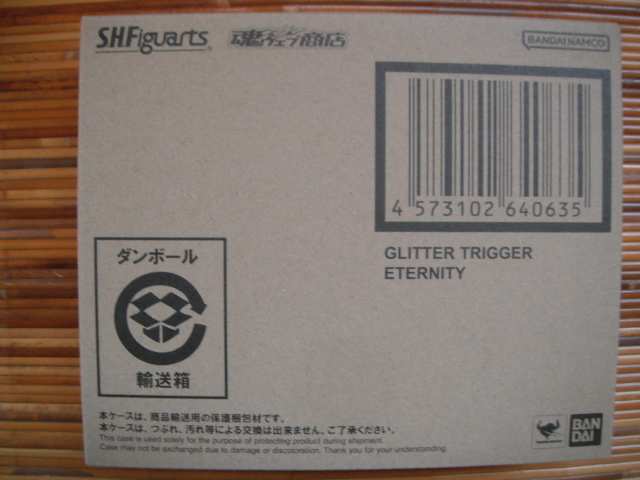 S.H.Figuarts
魂ウェブ商店
BANDAI NAMCO
4 573102 640635
GLITTER TRIGGER
ETERNITY
ダンボール
輸送箱
本ケースは、商品輸送用の保護梱包材です。
本ケースは、つぶれ、汚れ等による交換は出来ません、ご了承ください。
This case is used solely for the purpose of protecting product during shipment.
Case may not be exchanged due to damage or discoloration. Thank you for your understanding.
BAN
DAI